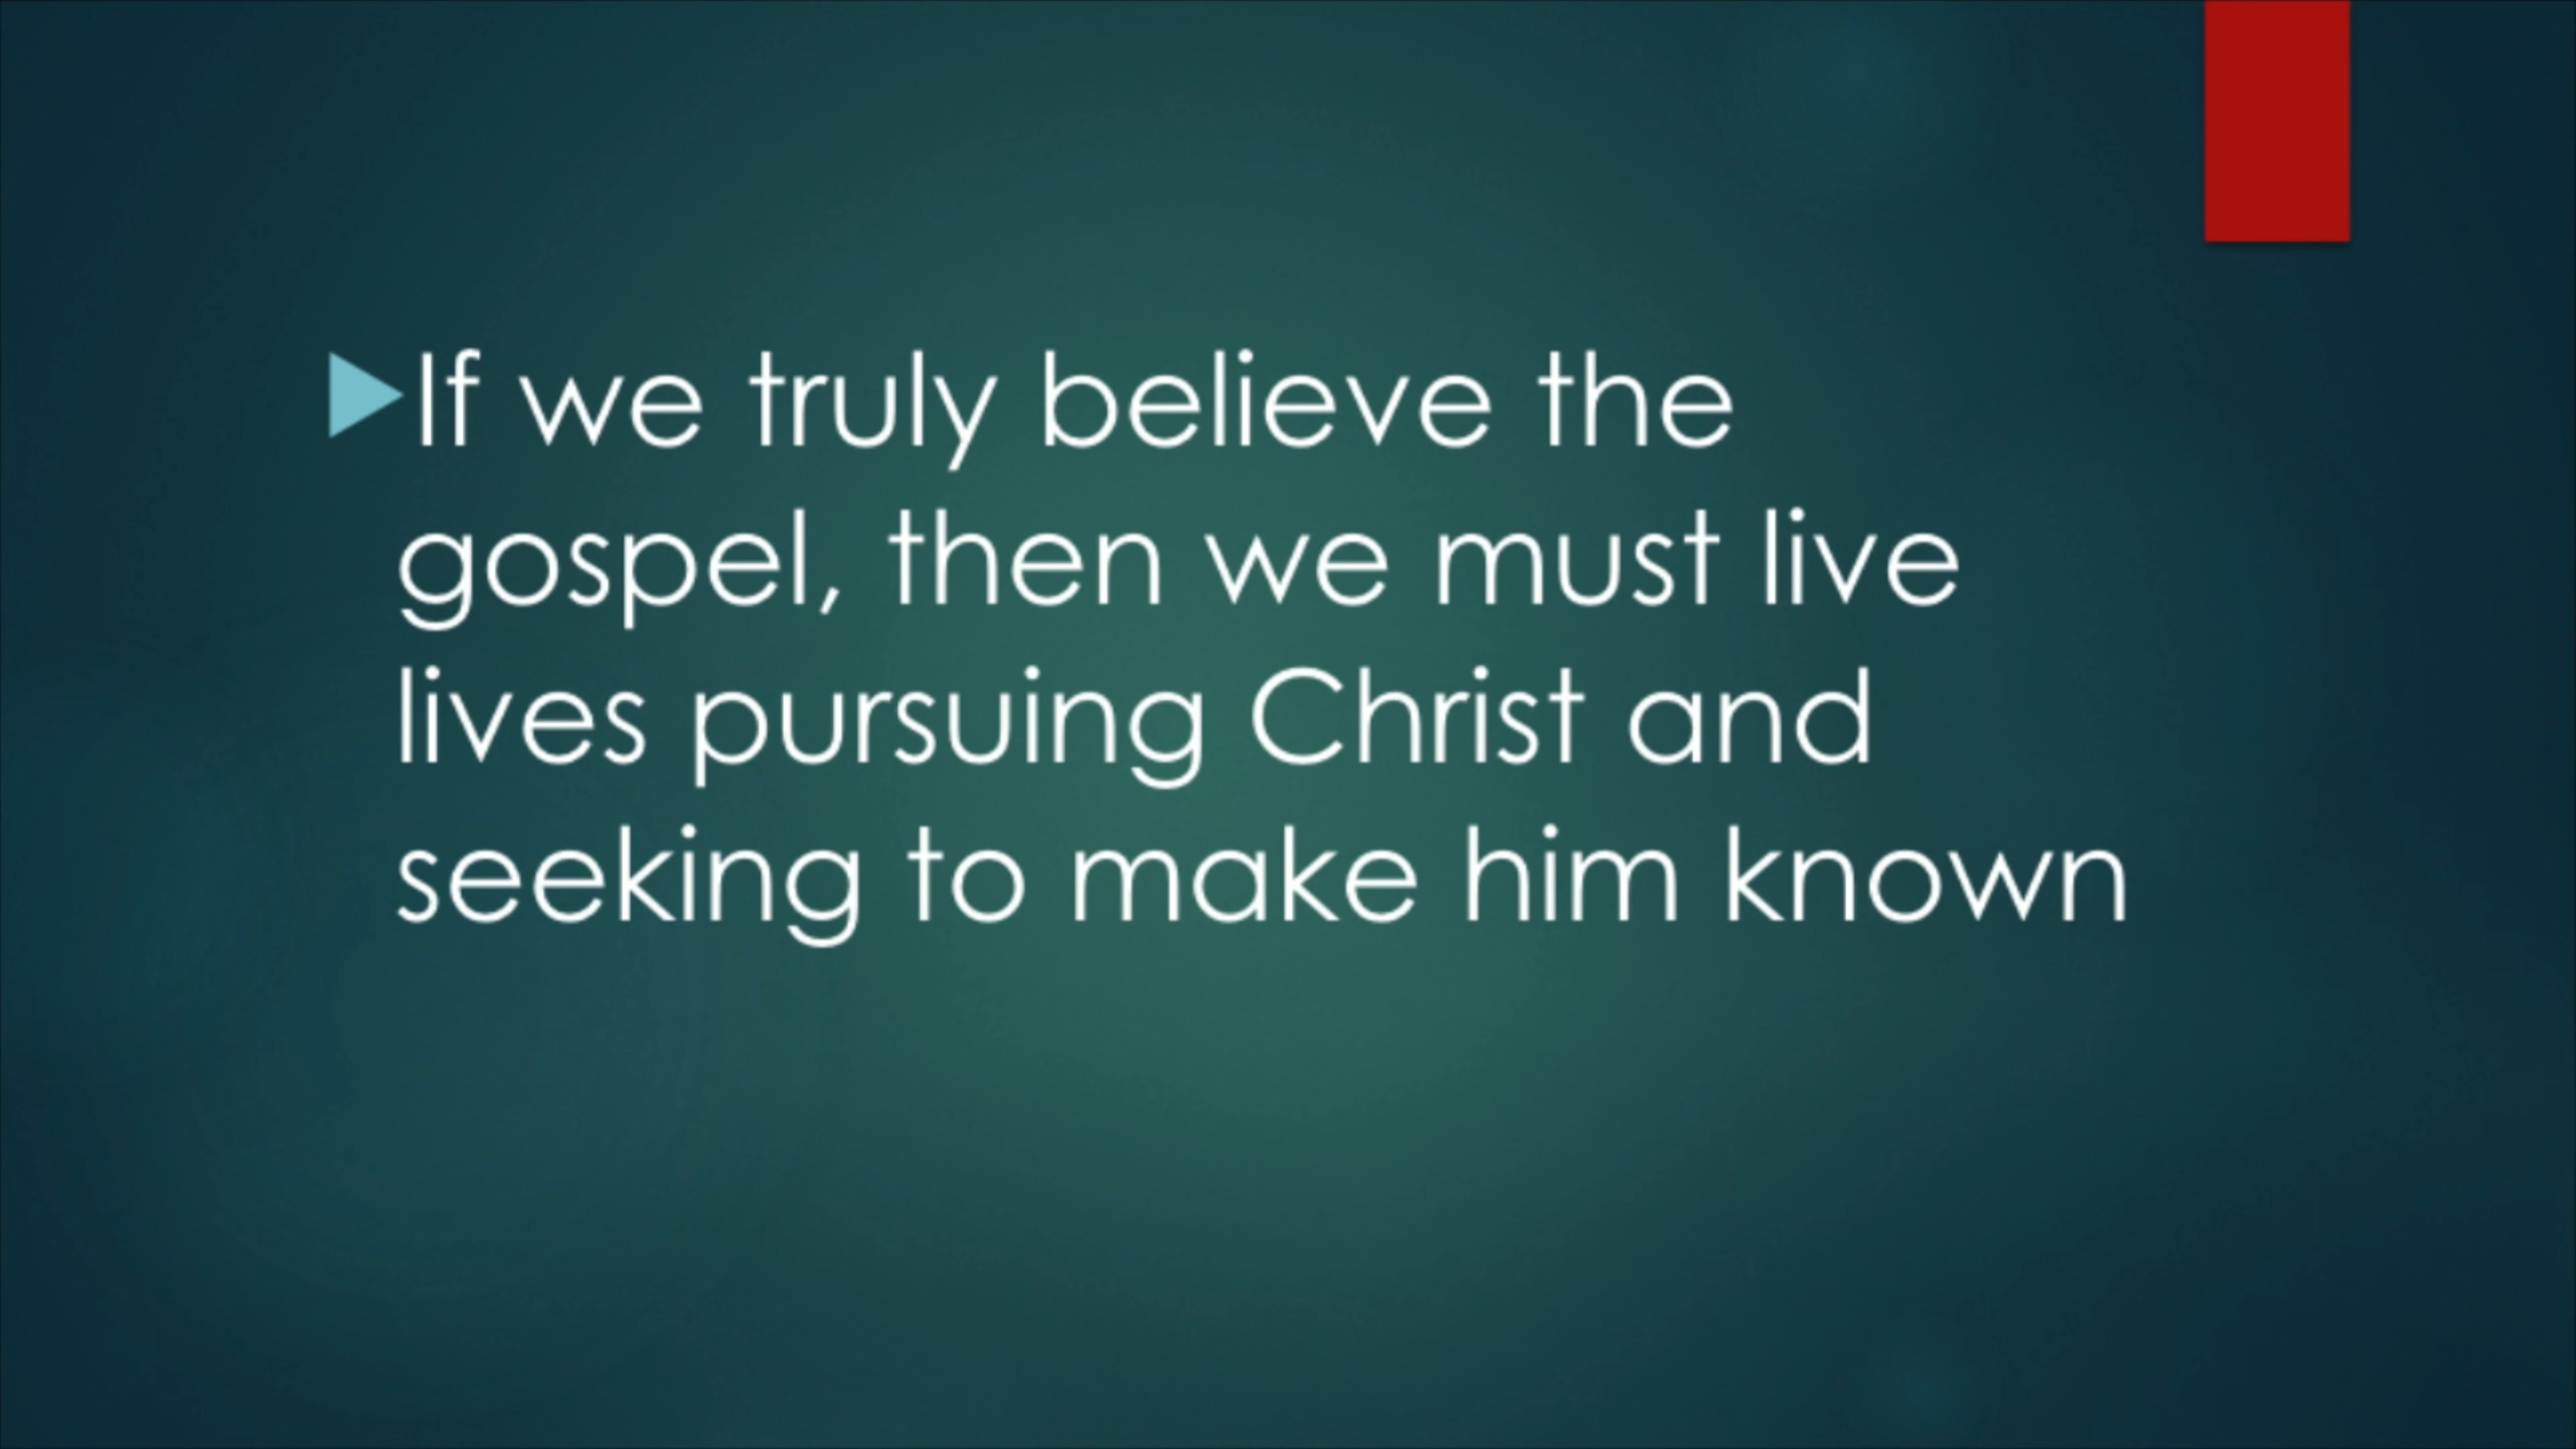 If we truly believe the
gospel, then we must live
lives pursuing Christ and
seeking to make him known